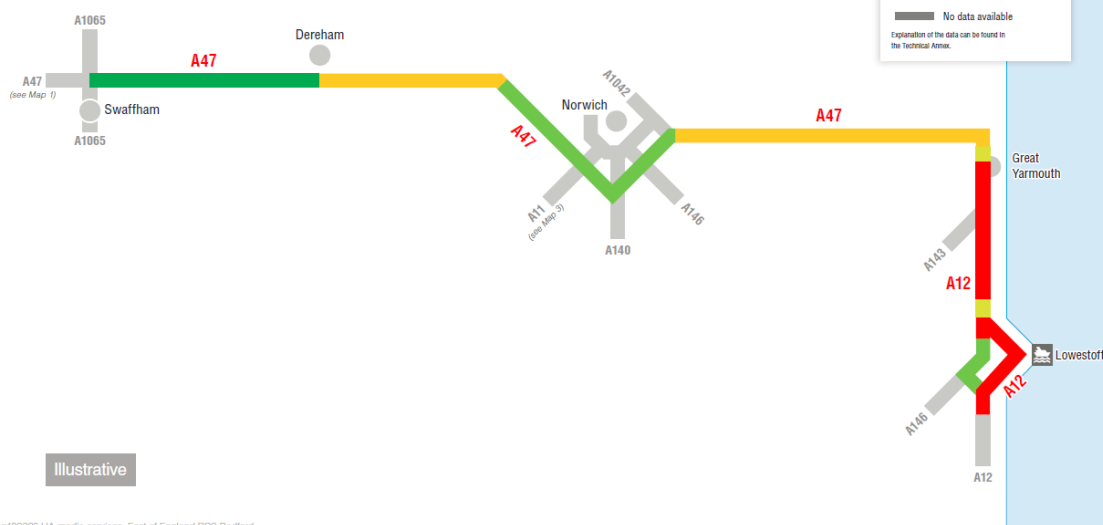 A1065
No data available
Explanation of the data can be found in
the Technical Annex.
Dereham
A47
A47
(see Map 1)
Swaffham
A1065
A1042
Norwich
A47
A47
Great
Yarmouth
A11
(see Map 3)
A146
A140
A143
A12
Lowestoft
A12
A146
A12
Illustrative